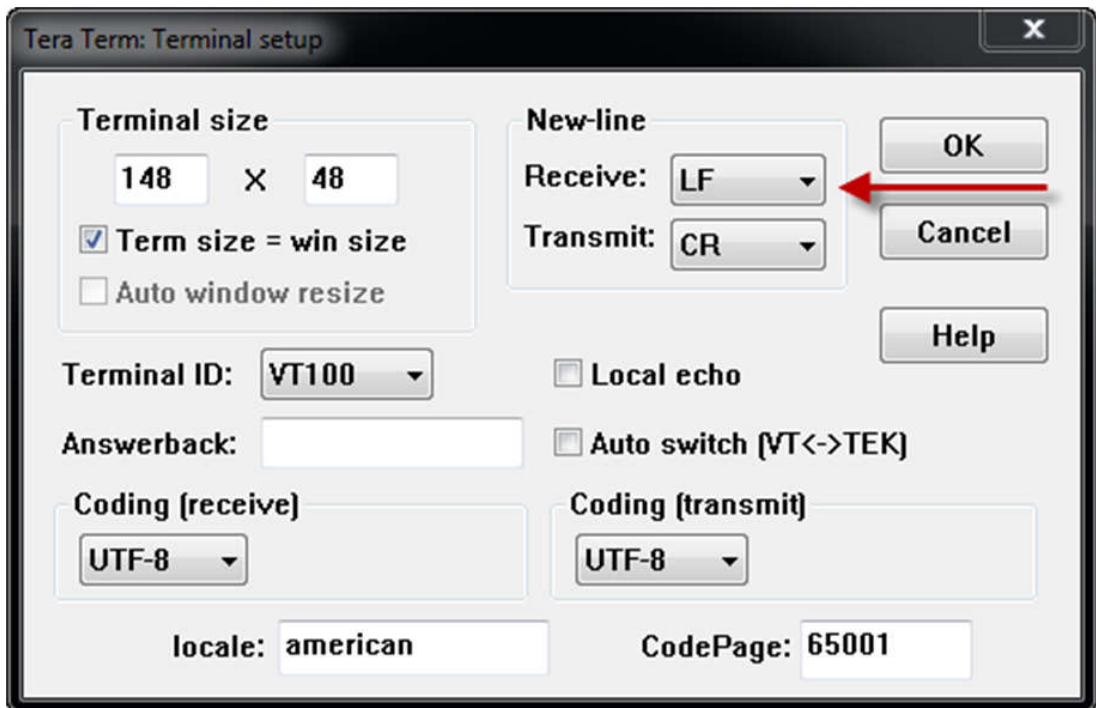 Tera Term: Terminal setup
Terminal size
148 X 48
Term size = win size
Auto window resize
New-line
Receive: LF
Transmit: CR
OK
Cancel
Help
Terminal ID: VT100
Local echo
Answerback:
Auto switch (VT<->TEK)
Coding (receive)
UTF-8
Coding (transmit)
UTF-8
locale: american
CodePage: 65001